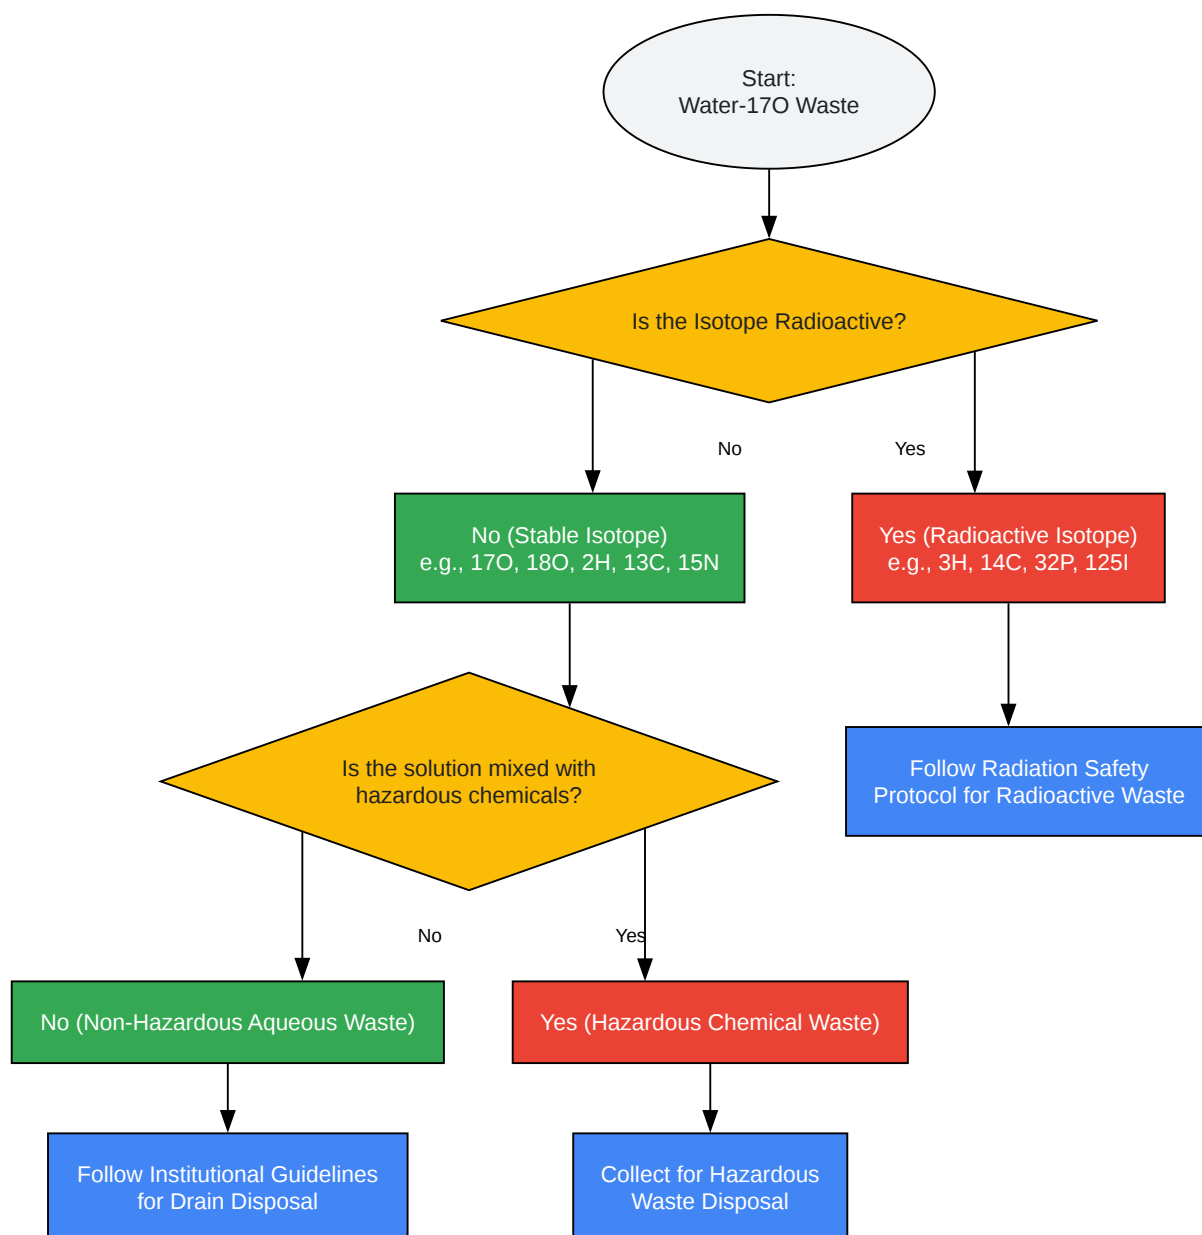 Start:
Water-17O Waste
Is the Isotope Radioactive?
No
Yes
No (Stable Isotope)
e.g., 17O, 18O, 2H, 13C, 15N
Yes (Radioactive Isotope)
e.g., 3H, 14C, 32P, 125I
Is the solution mixed with
hazardous chemicals?
Follow Radiation Safety
Protocol for Radioactive Waste
No
Yes
No (Non-Hazardous Aqueous Waste)
Yes (Hazardous Chemical Waste)
Follow Institutional Guidelines
for Drain Disposal
Collect for Hazardous
Waste Disposal